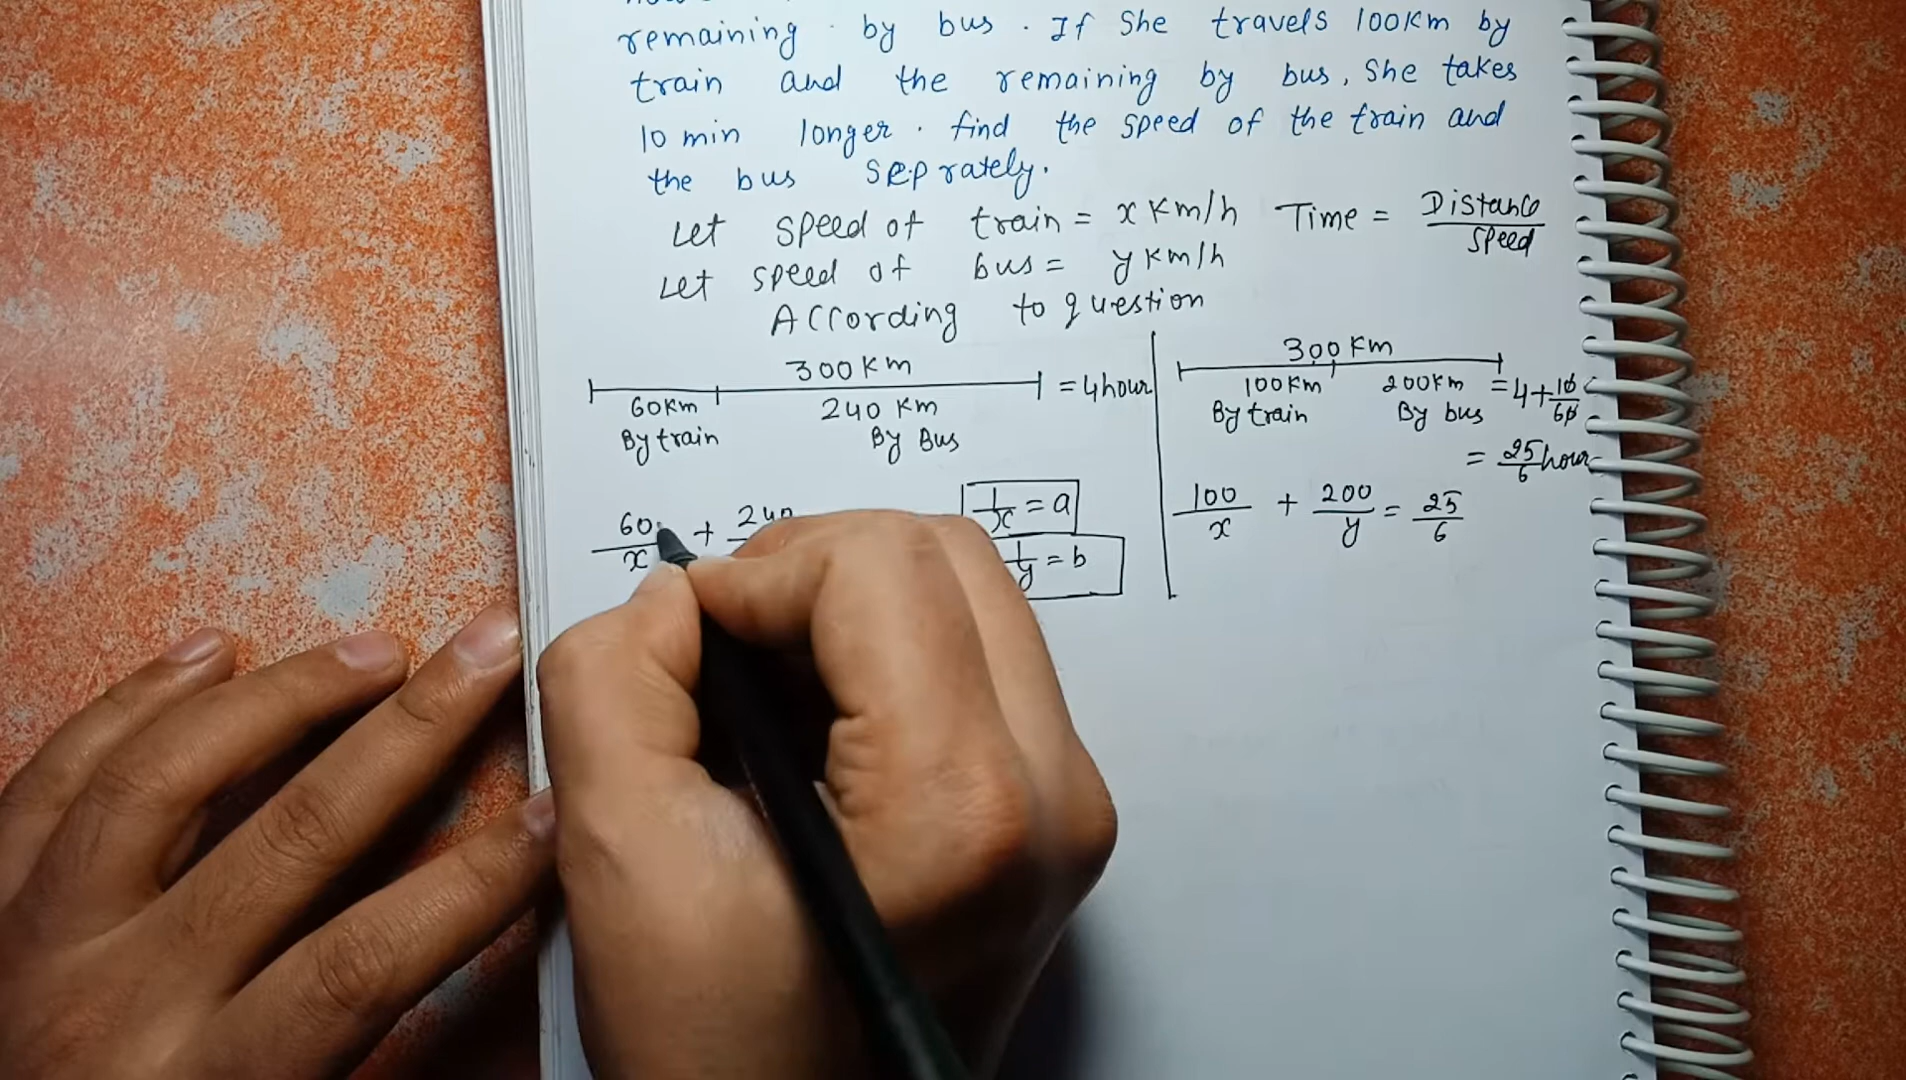 remaining by bus. If She travels 100Km by
train and the remaining by bus, She takes
10 min longer. find the speed of the train and
the bus seprately.
Let speed of train = x Km/h Time = Distance/Speed
Let speed of bus = y Km/h
According to question
300 Km
60Km 240 Km = 4 hour
By train By Bus
60/x + 240
1/x = a
1/y = b
300 Km
100Km 200Km = 4 + 10/60
By train By bus
= 25/6 hour
100/x + 200/y = 25/6